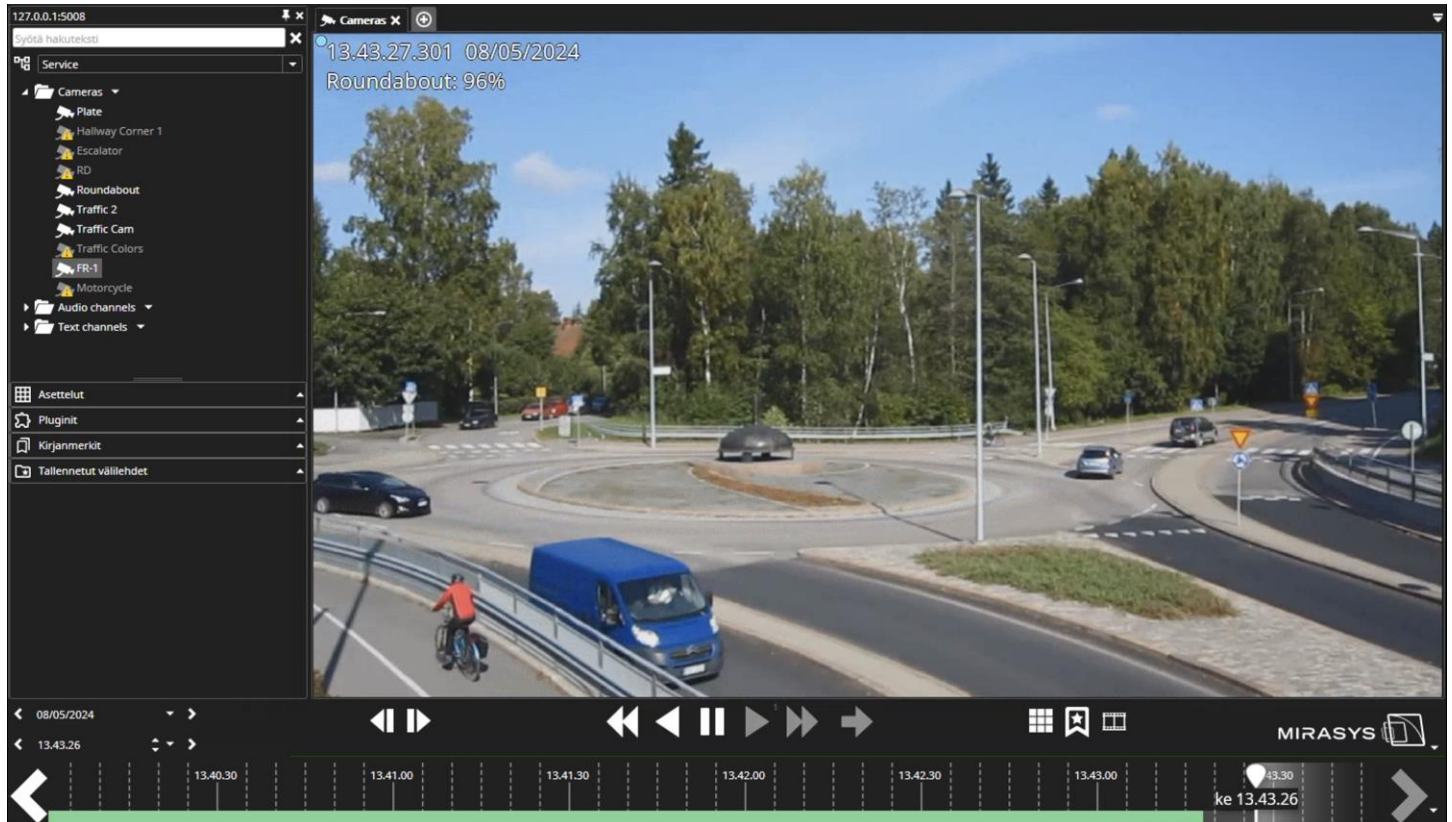 127.0.0.1:5008
Syötä hakuteksti
Service
Cameras
Plate
Hallway Corner 1
Escalator
RD
Roundabout
Traffic 2
Traffic Cam
Traffic Colors
FR-1
Motorcycle
Audio channels
Text channels
Asettelut
Pluginit
Kirjanmerkit
Tallennetut välilehdet
Cameras
13.43.27.301 08/05/2024
Roundabout: 96%
08/05/2024
13.43.26
1
MIRASYS
13.40.30 13.41.00 13.41.30 13.42.00 13.42.30 13.43.00 43.30
ke 13.43.26